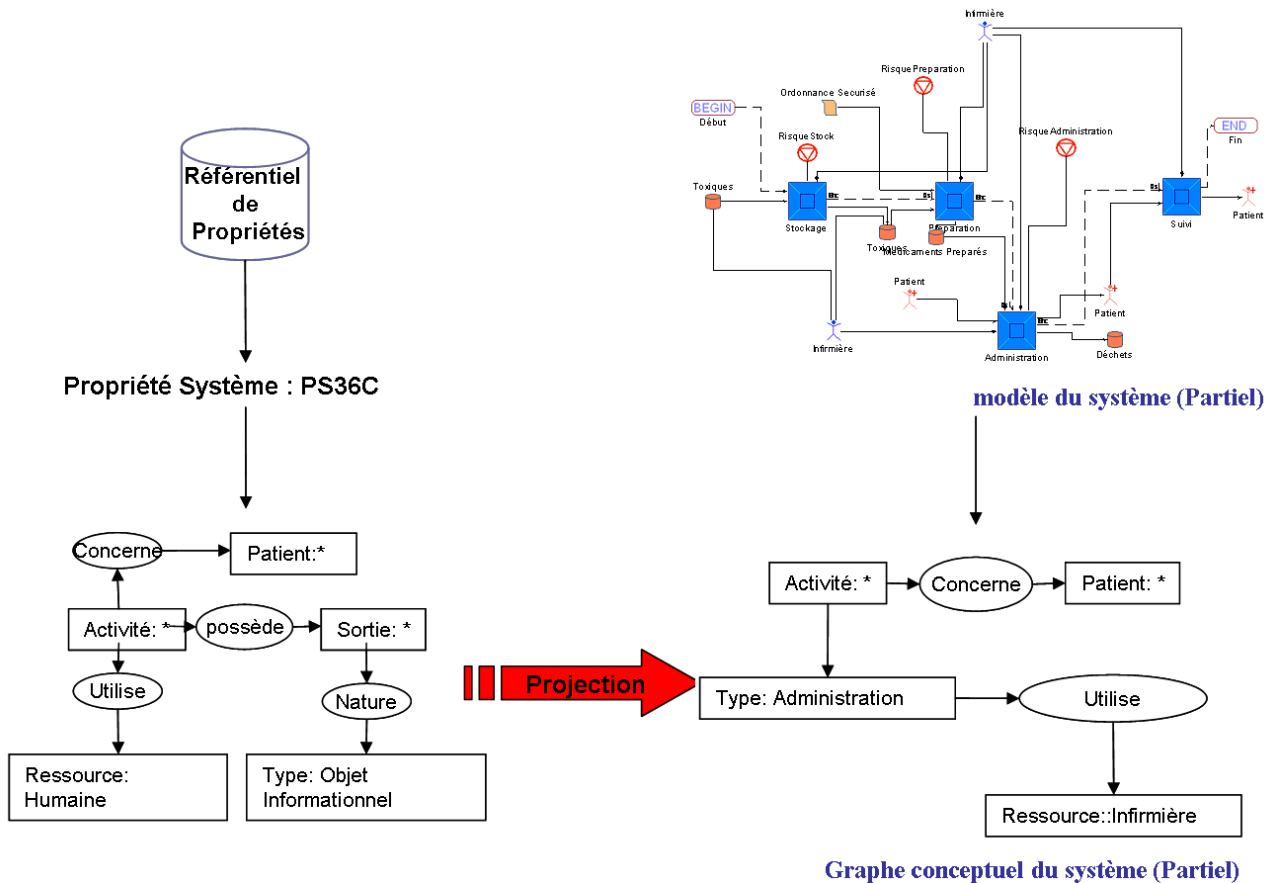 Infirmière
Risque Preparation
Ordonnance Securisé
BEGIN
Début
Risque Stock
Risque Administration
END
Fin
Référentiel
de
Propriétés
Toxiques
Stockage
Toxiques
Preparation
Medicaments Preparés
Suivi
Patient
Patient
Patient
Infirmière
Administration
Déchets
Propriété Système : PS36C
modèle du système (Partiel)
Concerne
Patient:*
Activité: *
possède
Sortie: *
Utilise
Nature
Ressource:
Humaine
Type: Objet
Informationnel
Projection
Activité: *
Concerne
Patient: *
Type: Administration
Utilise
Ressource::Infirmière
Graphe conceptuel du système (Partiel)